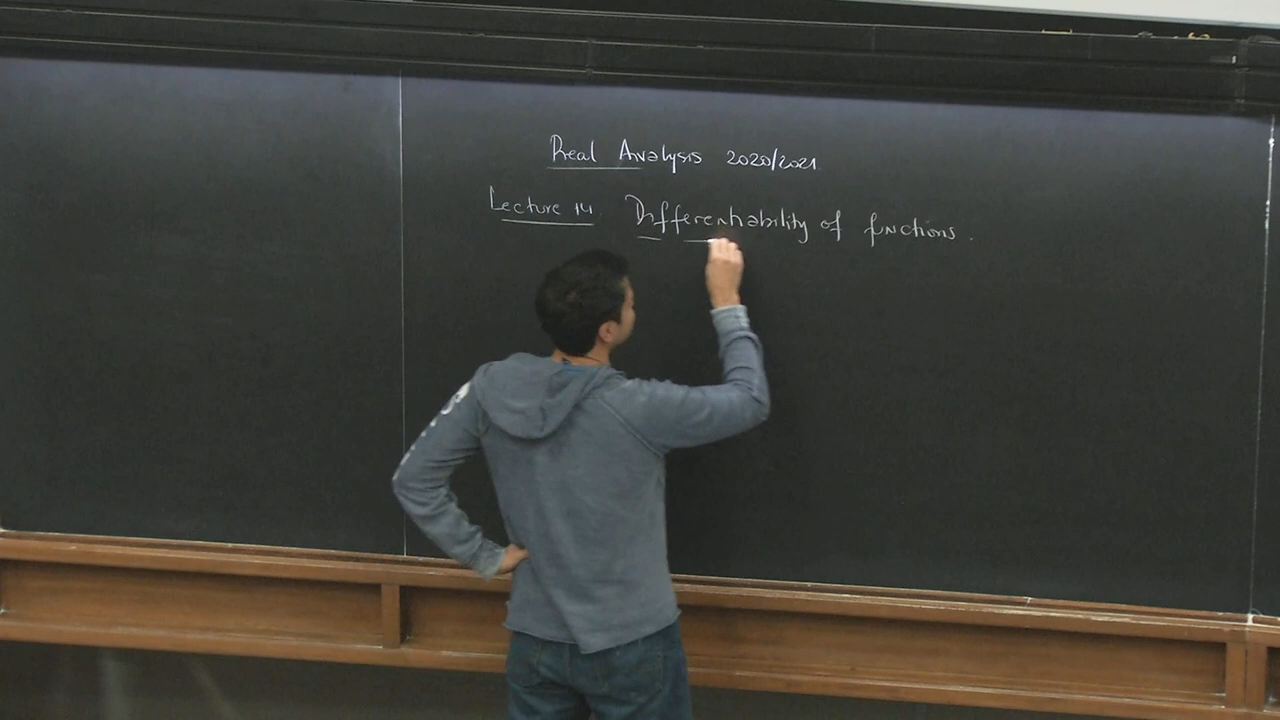 Real Analysis 2020/2021
Lecture 14. Differentiability of functions.